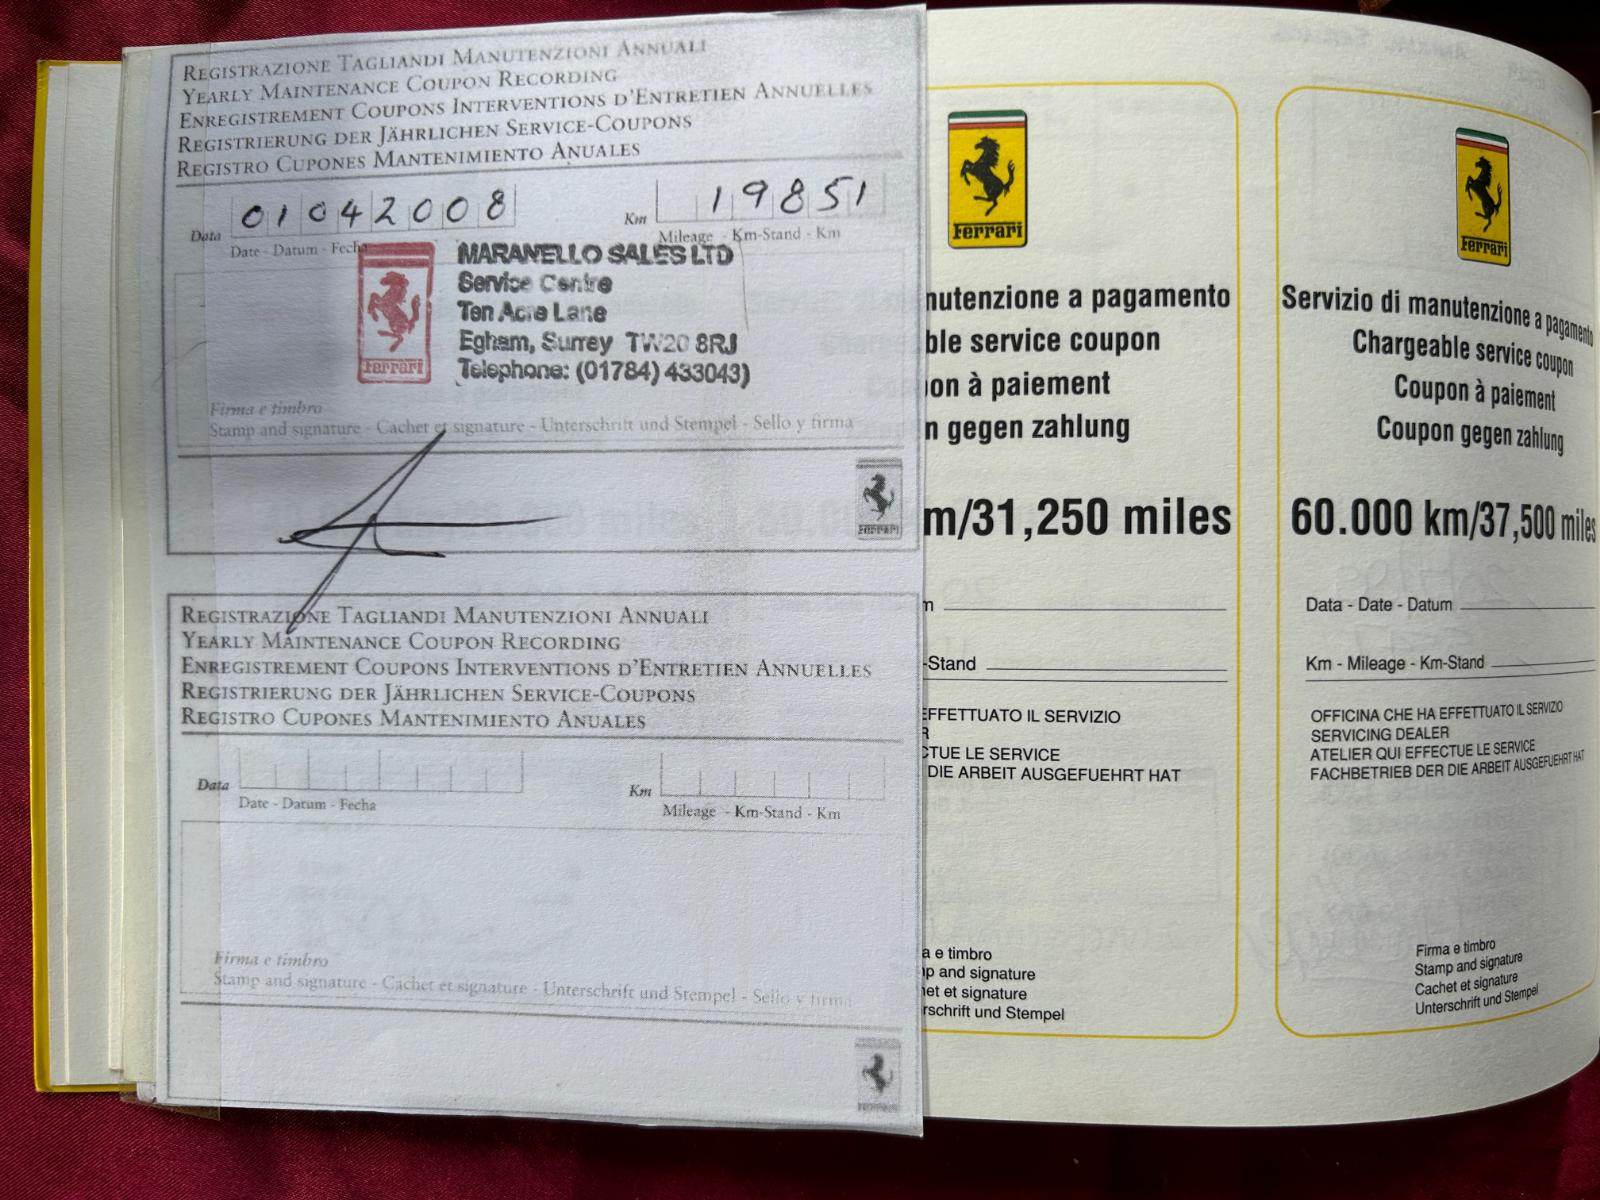 REGISTRAZIONE TAGLIANDI MANUTENZIONI ANNUALI
YEARLY MAINTENANCE COUPON RECORDING
ENREGISTREMENT COUPONS INTERVENTIONS D'ENTRETIEN ANNUELLES
REGISTRIERUNG DER JÄHRLICHEN SERVICE-COUPONS
REGISTRO CUPONES MANTENIMIENTO ANUALES
Data 01042008 Km 19851
Date - Datum - Fecha Mileage - Km-Stand - Km
Ferrari
MARANELLO SALES LTD
Service Centre
Ten Acre Lane
Egham, Surrey TW20 8RJ
Telephone: (01784) 433043)
Firma e timbro
Stamp and signature - Cachet et signature - Unterschrift und Stempel - Sello y firma
Ferrari
REGISTRAZIONE TAGLIANDI MANUTENZIONI ANNUALI
YEARLY MAINTENANCE COUPON RECORDING
ENREGISTREMENT COUPONS INTERVENTIONS D'ENTRETIEN ANNUELLES
REGISTRIERUNG DER JÄHRLICHEN SERVICE-COUPONS
REGISTRO CUPONES MANTENIMIENTO ANUALES
Data Km
Date - Datum - Fecha Mileage - Km-Stand - Km
Firma e timbro
Stamp and signature - Cachet et signature - Unterschrift und Stempel - Sello y firma
Ferrari
Ferrari
nutenzione a pagamento
ble service coupon
on à paiement
n gegen zahlung
m/31,250 miles
m
-Stand
EFFETTUATO IL SERVIZIO
R
CTUE LE SERVICE
DIE ARBEIT AUSGEFUEHRT HAT
a e timbro
p and signature
et et signature
rschrift und Stempel
Ferrari
Servizio di manutenzione a pagamento
Chargeable service coupon
Coupon à paiement
Coupon gegen zahlung
60.000 km/37,500 miles
Data - Date - Datum
Km - Mileage - Km-Stand
OFFICINA CHE HA EFFETTUATO IL SERVIZIO
SERVICING DEALER
ATELIER QUI EFFECTUE LE SERVICE
FACHBETRIEB DER DIE ARBEIT AUSGEFUEHRT HAT
Firma e timbro
Stamp and signature
Cachet et signature
Unterschrift und Stempel